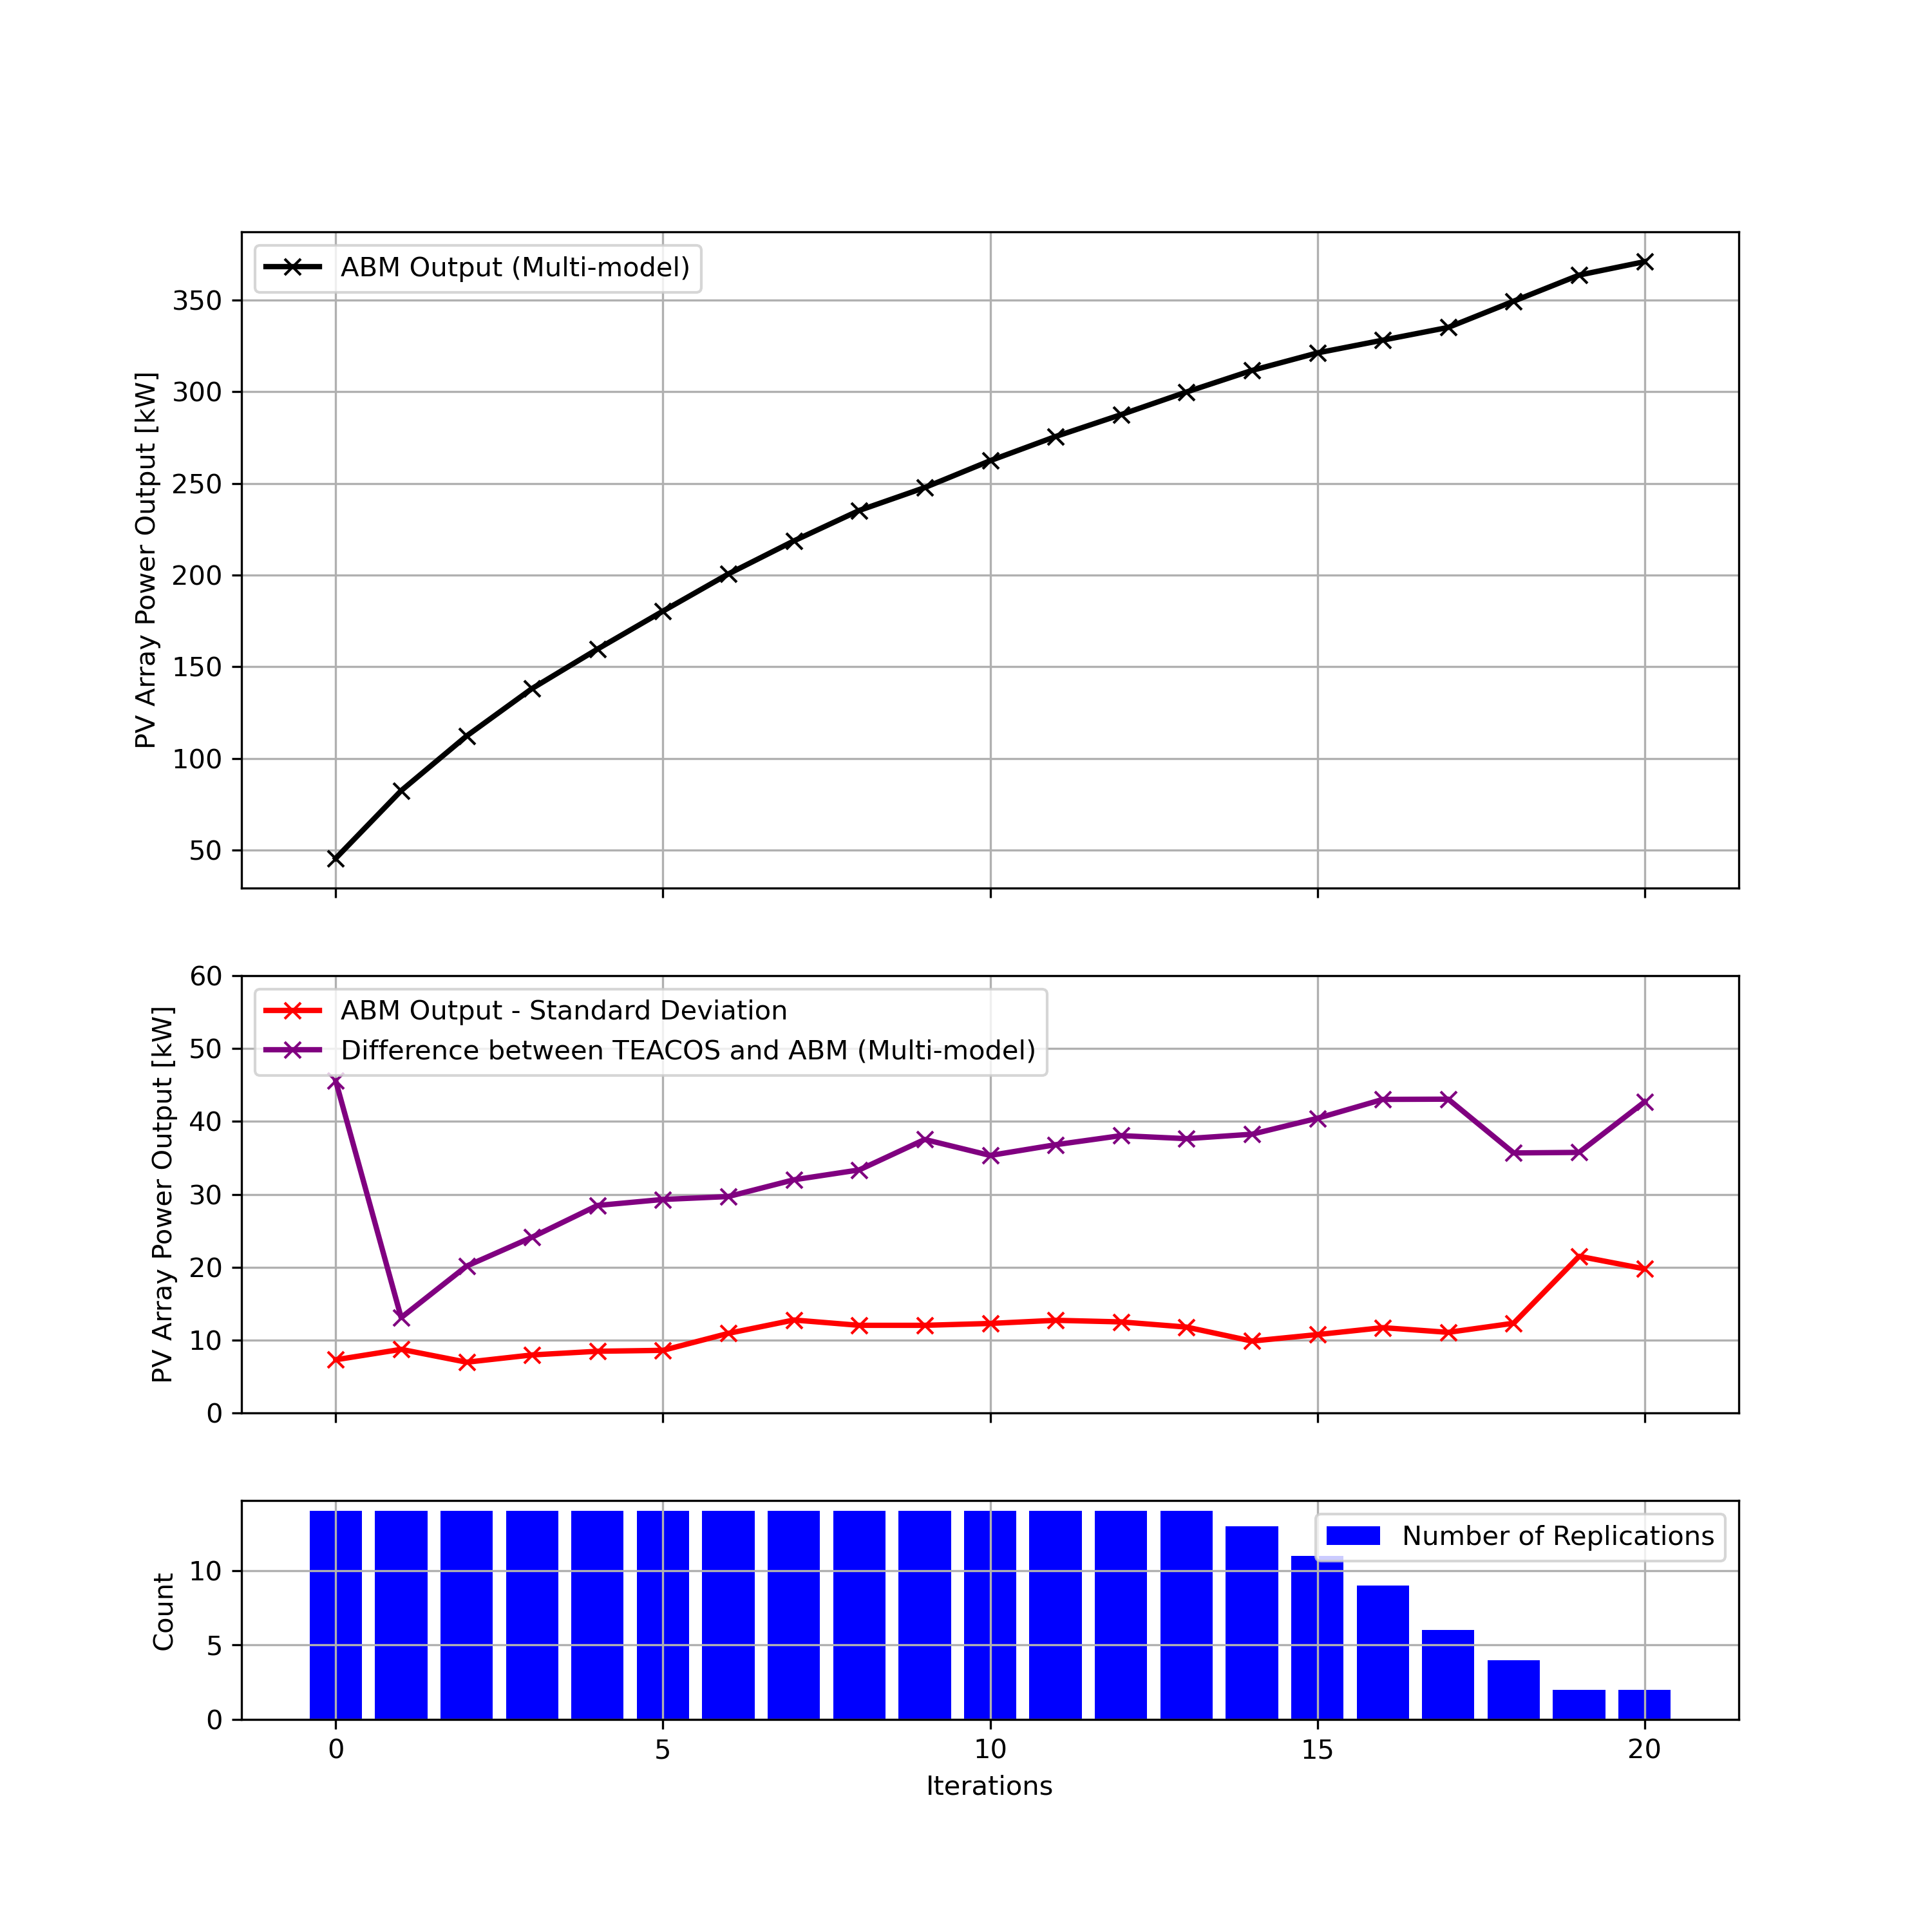 ABM Output (Multi-model)
PV Array Power Output [kW]
350
300
250
200
150
100
50
ABM Output - Standard Deviation
Difference between TEACOS and ABM (Multi-model)
PV Array Power Output [kW]
60
50
40
30
20
10
0
Number of Replications
Count
10
5
0
0 5 10 15 20
Iterations